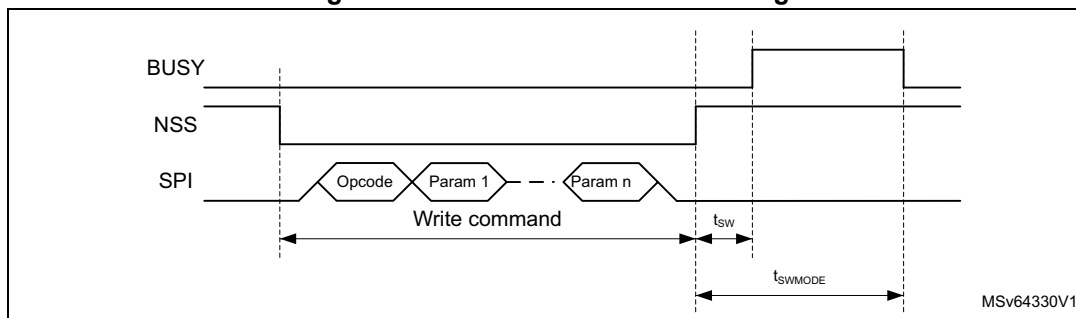 BUSY
NSS
SPI
Opcode
Param 1
Param n
Write command
tSW
tSWMODE
MSv64330V1